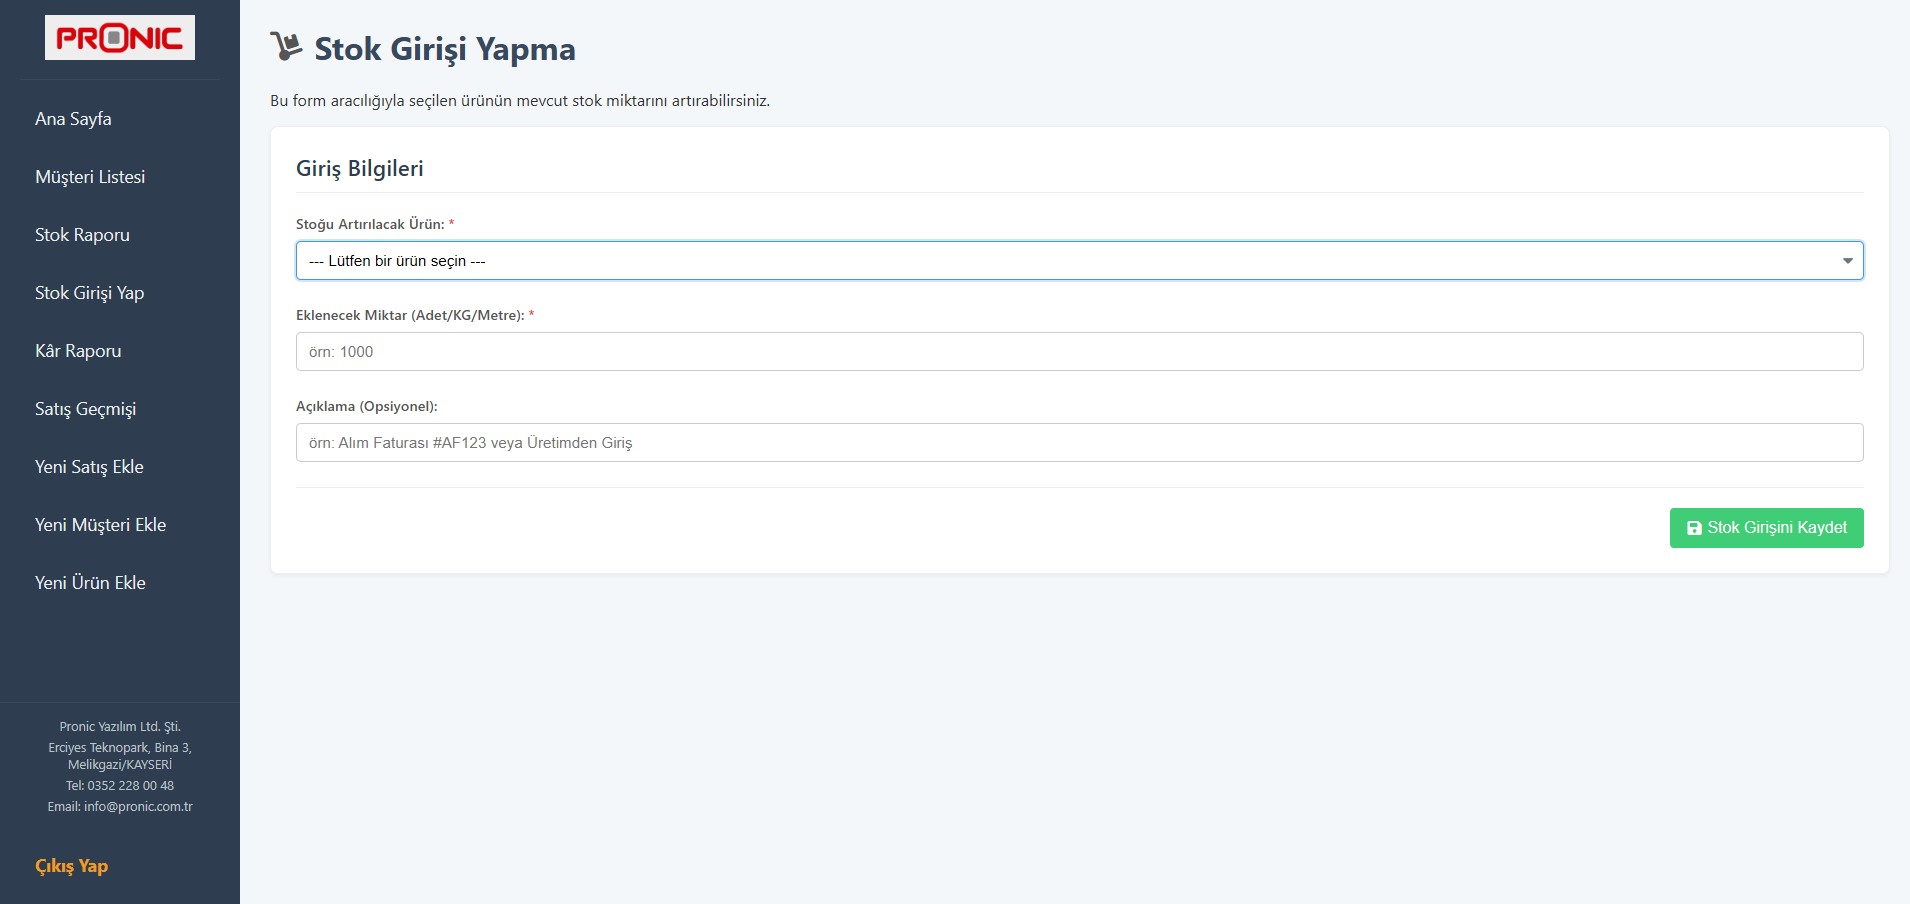 PRONIC
Ana Sayfa
Müşteri Listesi
Stok Raporu
Stok Girişi Yap
Kâr Raporu
Satış Geçmişi
Yeni Satış Ekle
Yeni Müşteri Ekle
Yeni Ürün Ekle
Pronic Yazılım Ltd. Şti.
Erciyes Teknopark, Bina 3,
Melikgazi/KAYSERİ
Tel: 0352 228 00 48
Email: info@pronic.com.tr
Çıkış Yap
Stok Girişi Yapma
Bu form aracılığıyla seçilen ürünün mevcut stok miktarını artırabilirsiniz.
Giriş Bilgileri
Stoğu Artırılacak Ürün: *
--- Lütfen bir ürün seçin ---
Eklenecek Miktar (Adet/KG/Metre): *
örn: 1000
Açıklama (Opsiyonel):
örn: Alım Faturası #AF123 veya Üretimden Giriş
Stok Girişini Kaydet